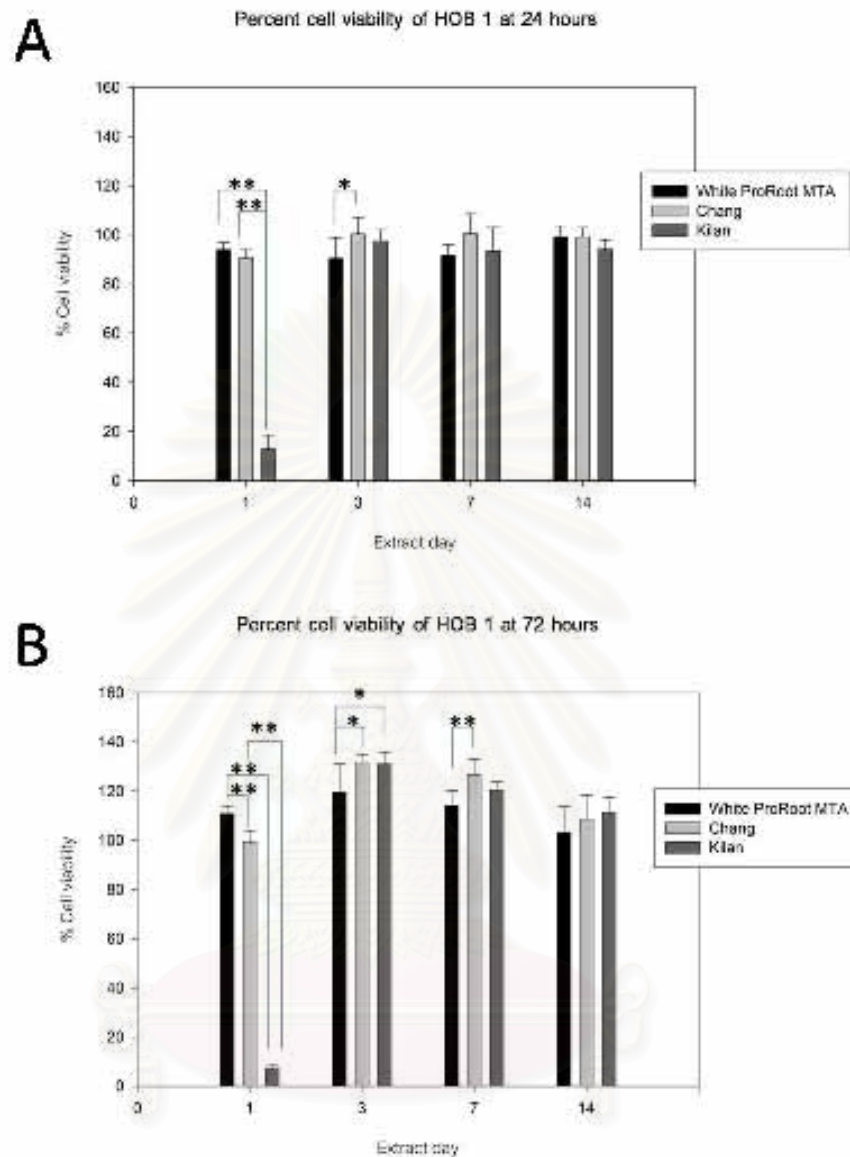 A
Percent cell viability of HOB 1 at 24 hours
160
140
120
100
80
60
40
20
0
% Cell viability
**
**
*
White ProRoot MTA
Chang
Kilan
0
1
3
7
14
Extract day
B
Percent cell viability of HOB 1 at 72 hours
160
140
120
100
80
60
40
20
0
% Cell viability
**
**
**
*
*
**
White ProRoot MTA
Chang
Kilan
0
1
3
7
14
Extract day